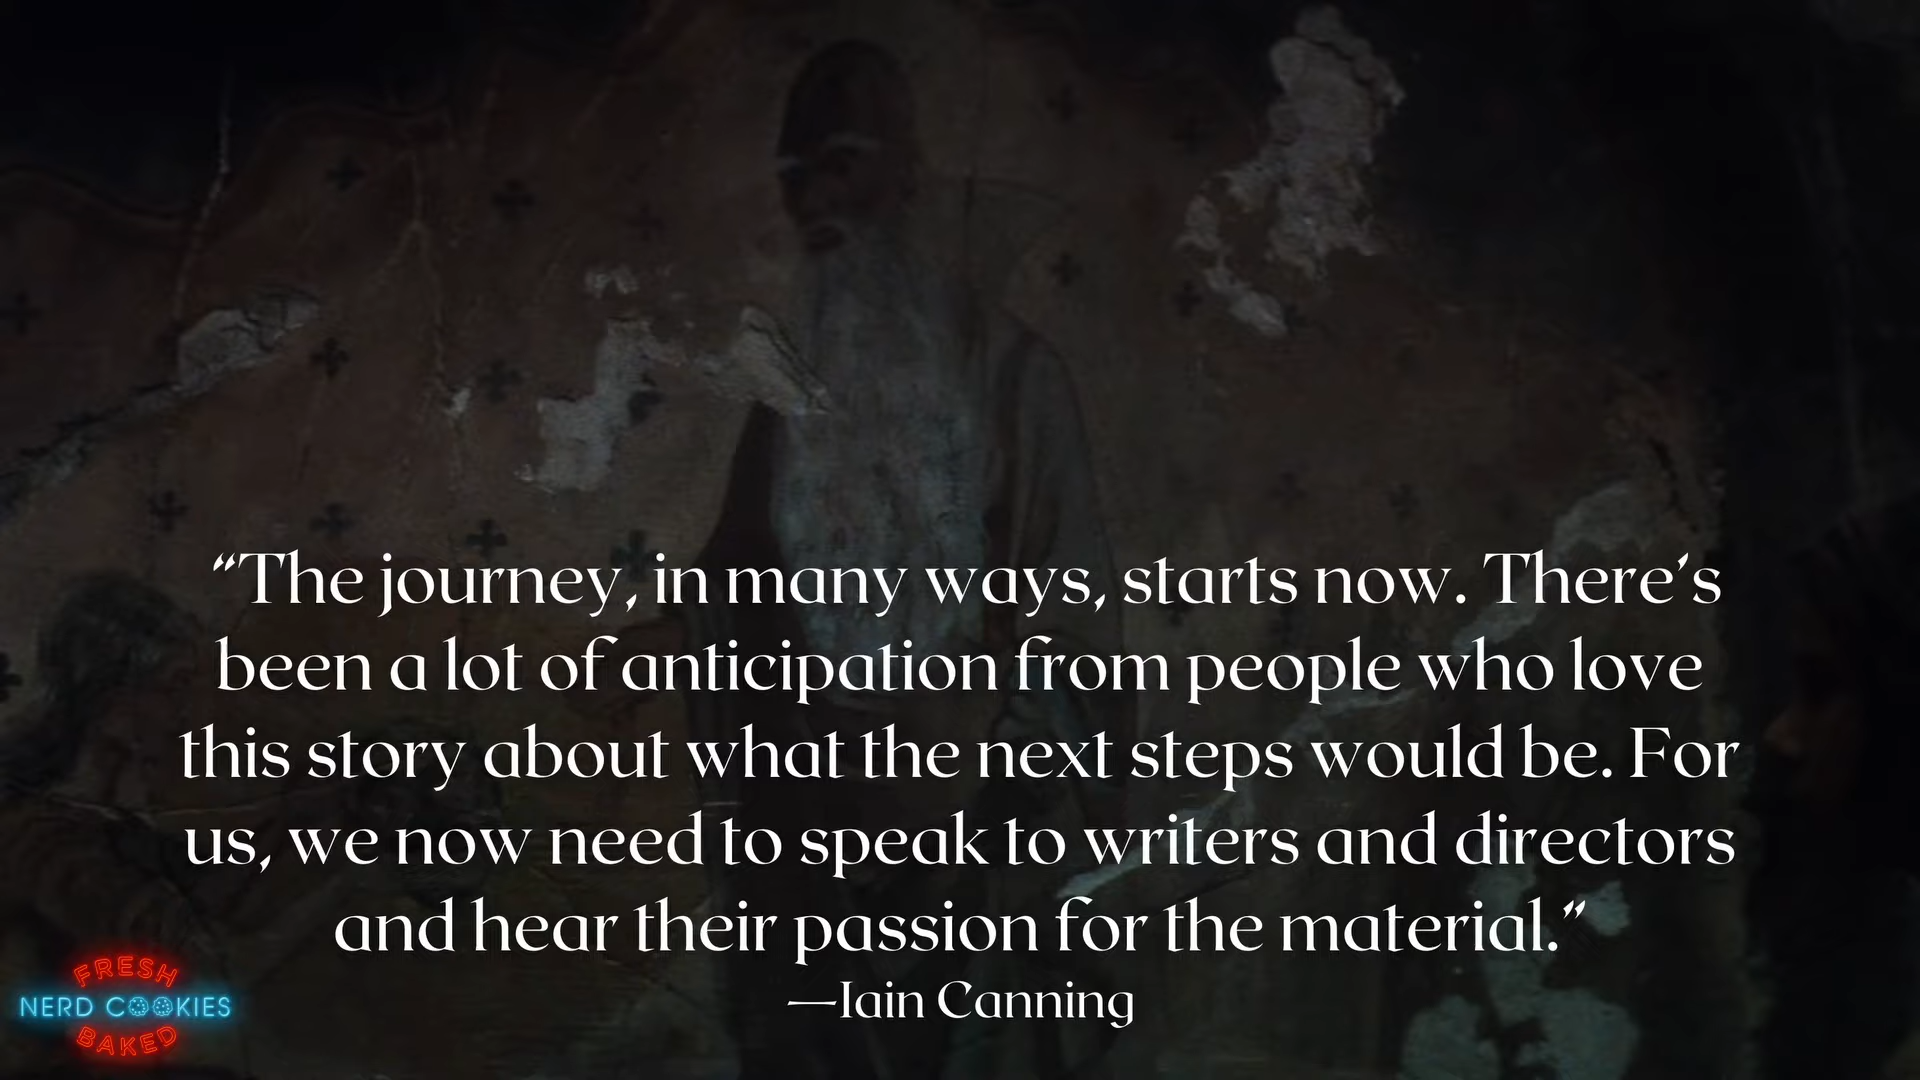 “The journey, in many ways, starts now. There’s
been a lot of anticipation from people who love
this story about what the next steps would be. For
us, we now need to speak to writers and directors
and hear their passion for the material.”
—Iain Canning
FRESH
NERD COOKIES
BAKED